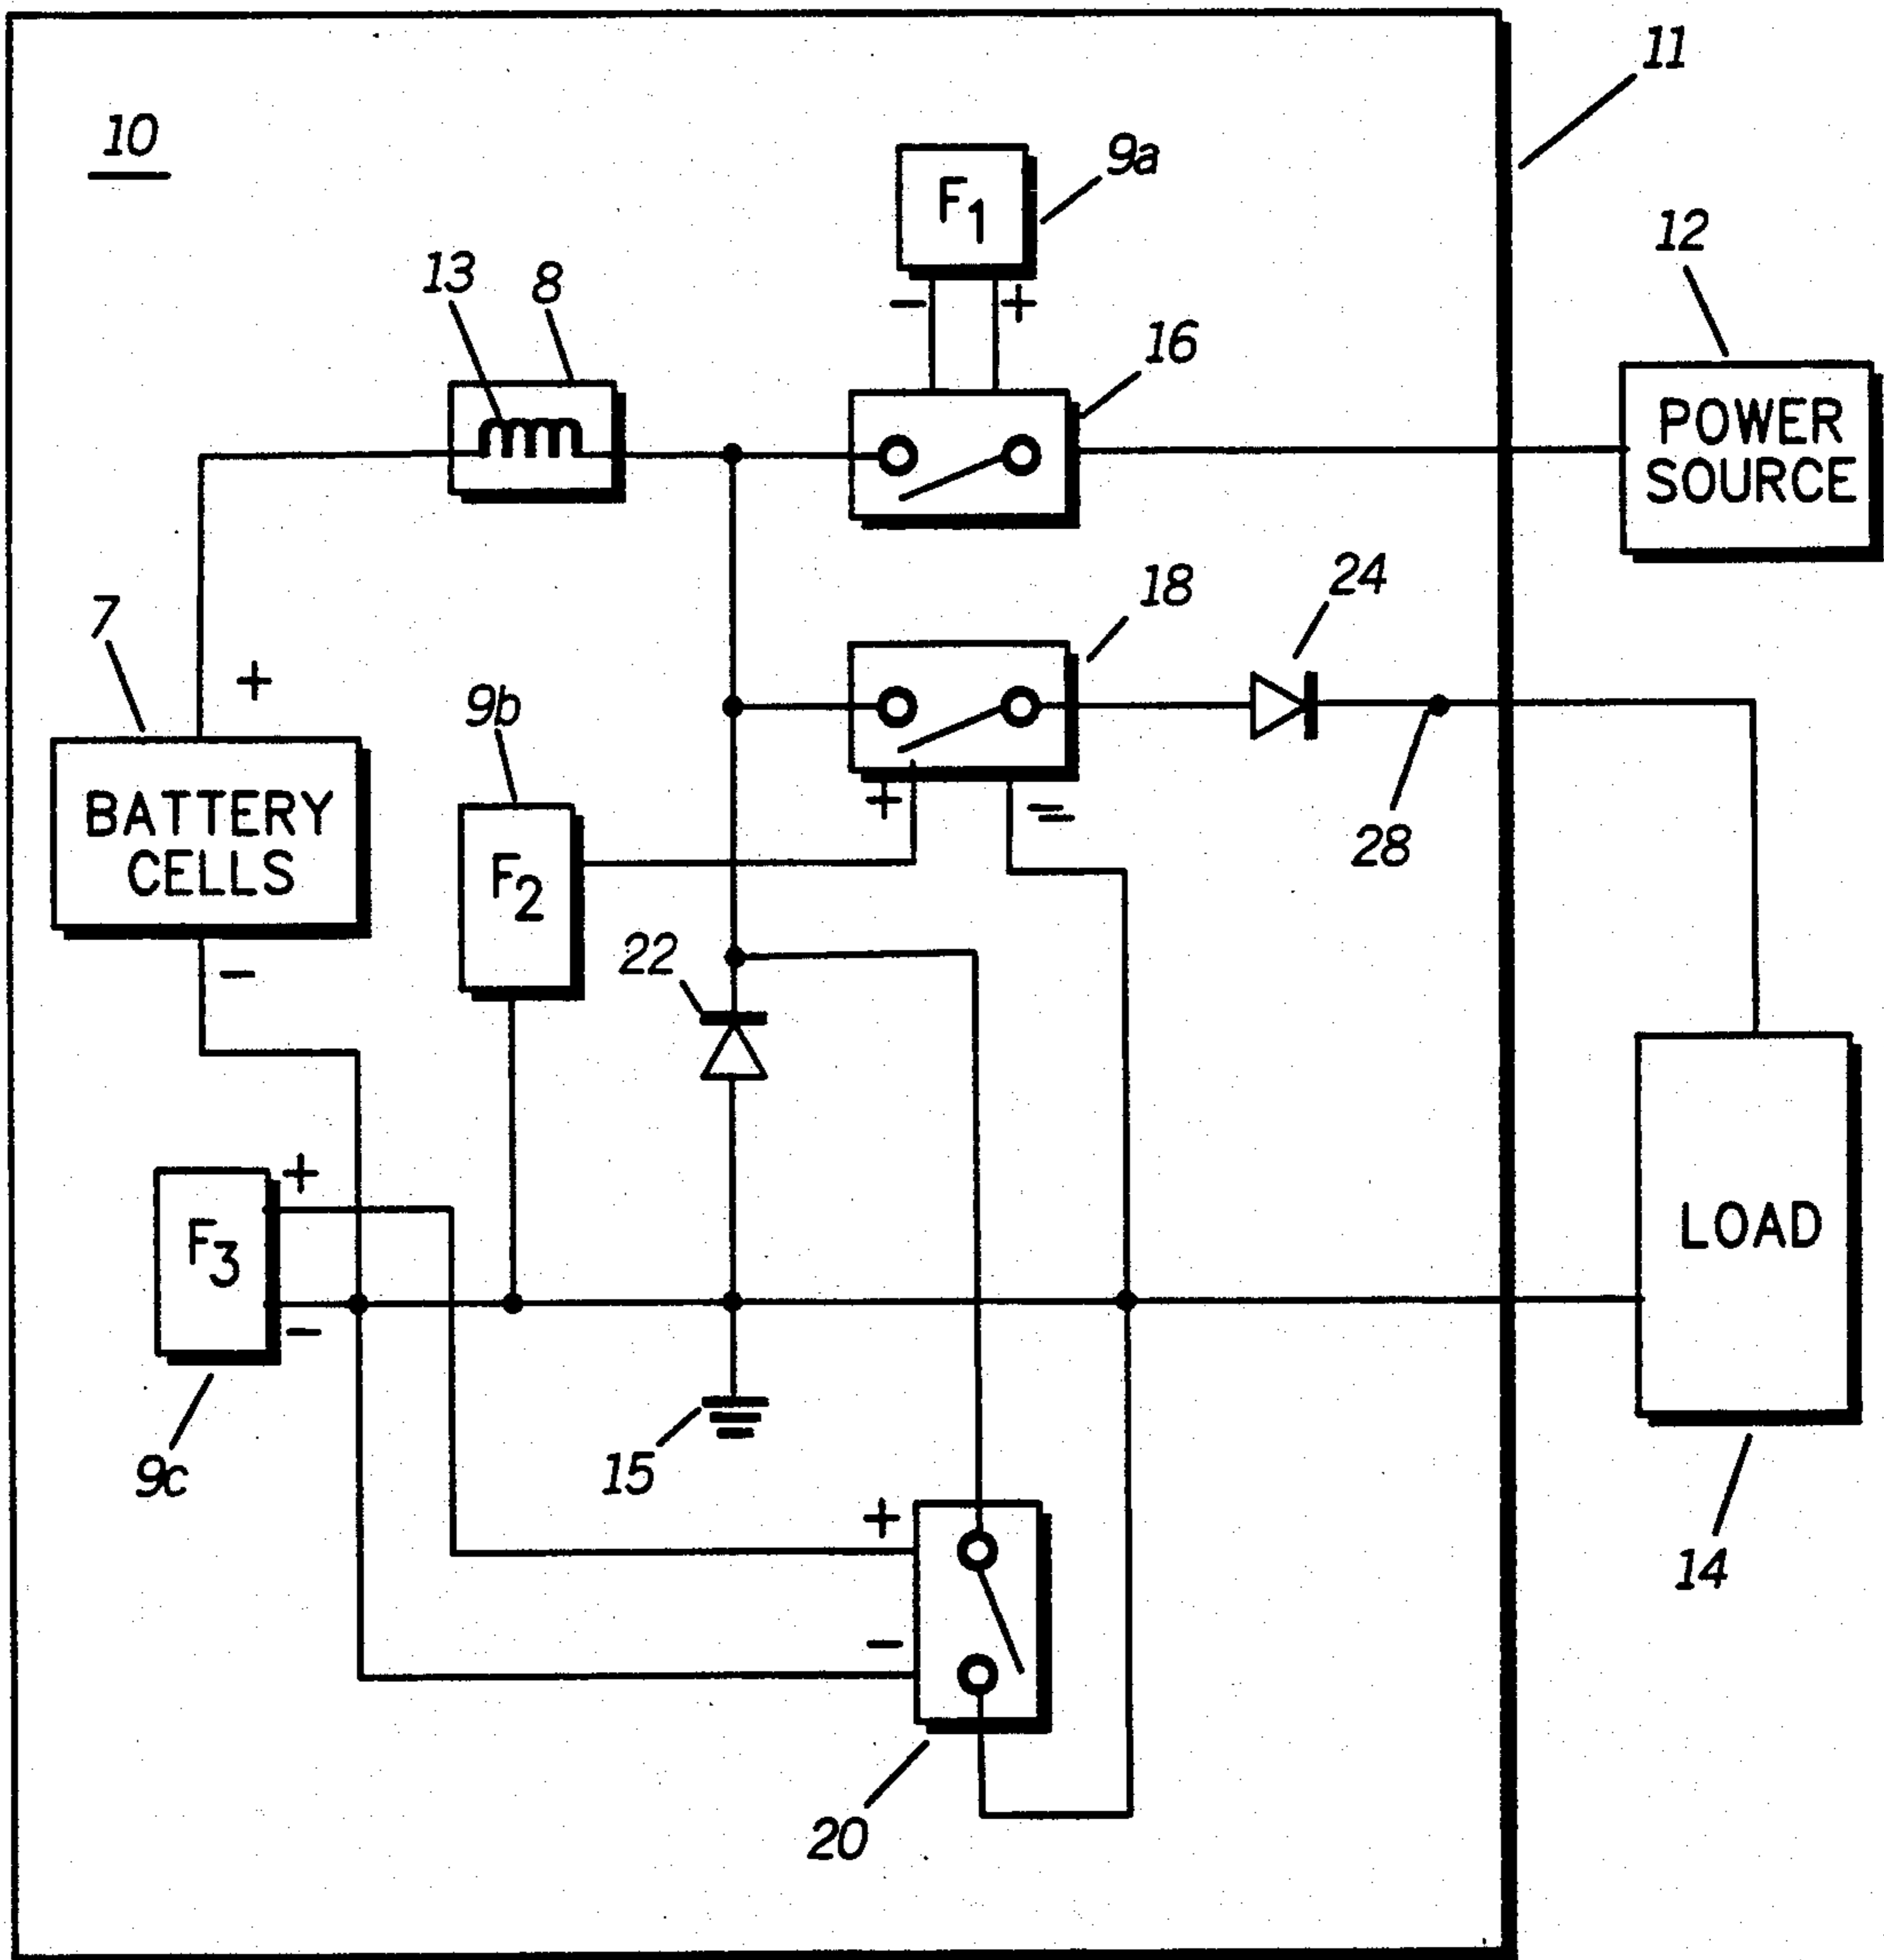 11
10
9a
F1
12
13
8
- +
16
POWER
SOURCE
24
18
7
+
9b
+ -
BATTERY
CELLS
28
F2
22
-
+
F3
LOAD
-
15
9c
+
14
-
20